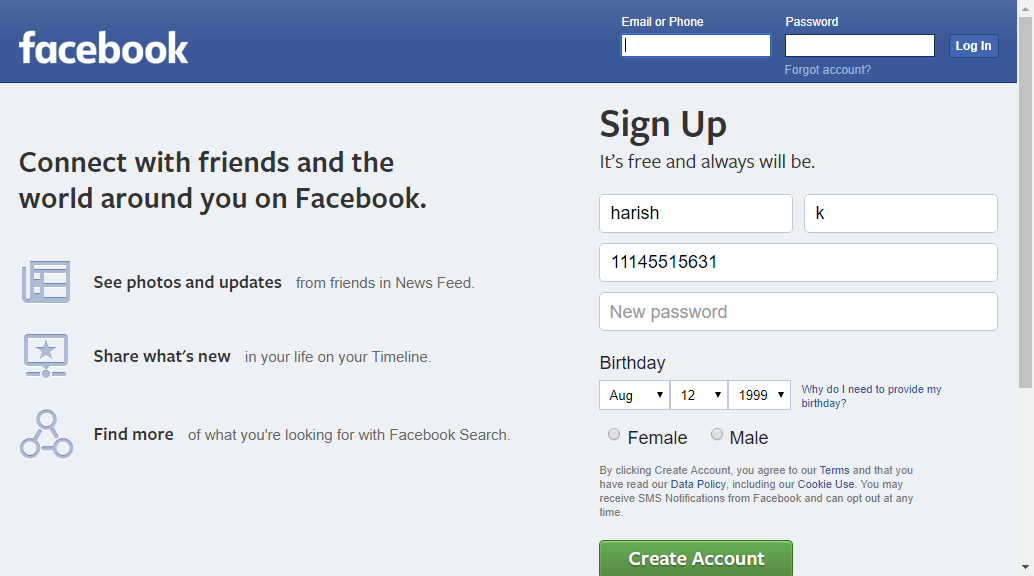 facebook
Email or Phone
Password
Log In
Forgot account?
Connect with friends and the
world around you on Facebook.
See photos and updates from friends in News Feed.
Share what's new in your life on your Timeline.
Find more of what you're looking for with Facebook Search.
Sign Up
It's free and always will be.
harish
k
11145515631
New password
Birthday
Aug
12
1999
Why do I need to provide my
birthday?
Female
Male
By clicking Create Account, you agree to our Terms and that you
have read our Data Policy, including our Cookie Use. You may
receive SMS Notifications from Facebook and can opt out at any
time.
Create Account